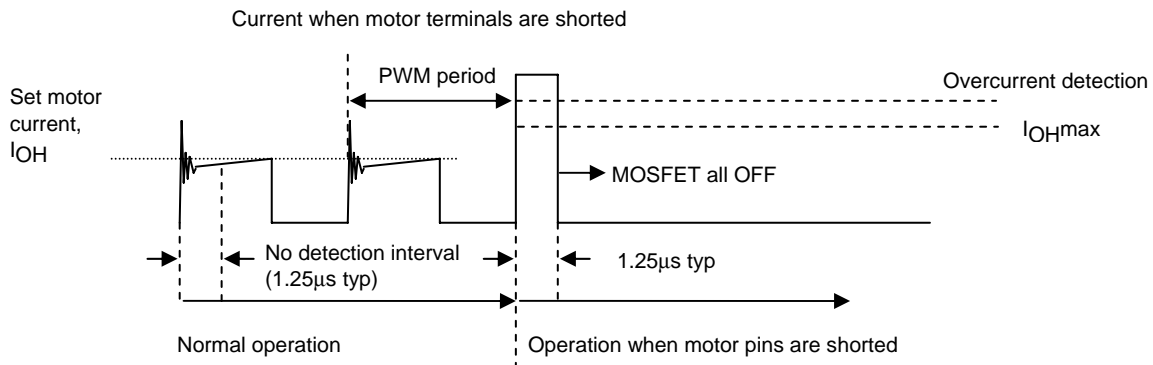 Current when motor terminals are shorted
PWM period
Overcurrent detection
Set motor
current,
IOH
IOHmax
MOSFET all OFF
No detection interval
(1.25μs typ)
1.25μs typ
Normal operation
Operation when motor pins are shorted